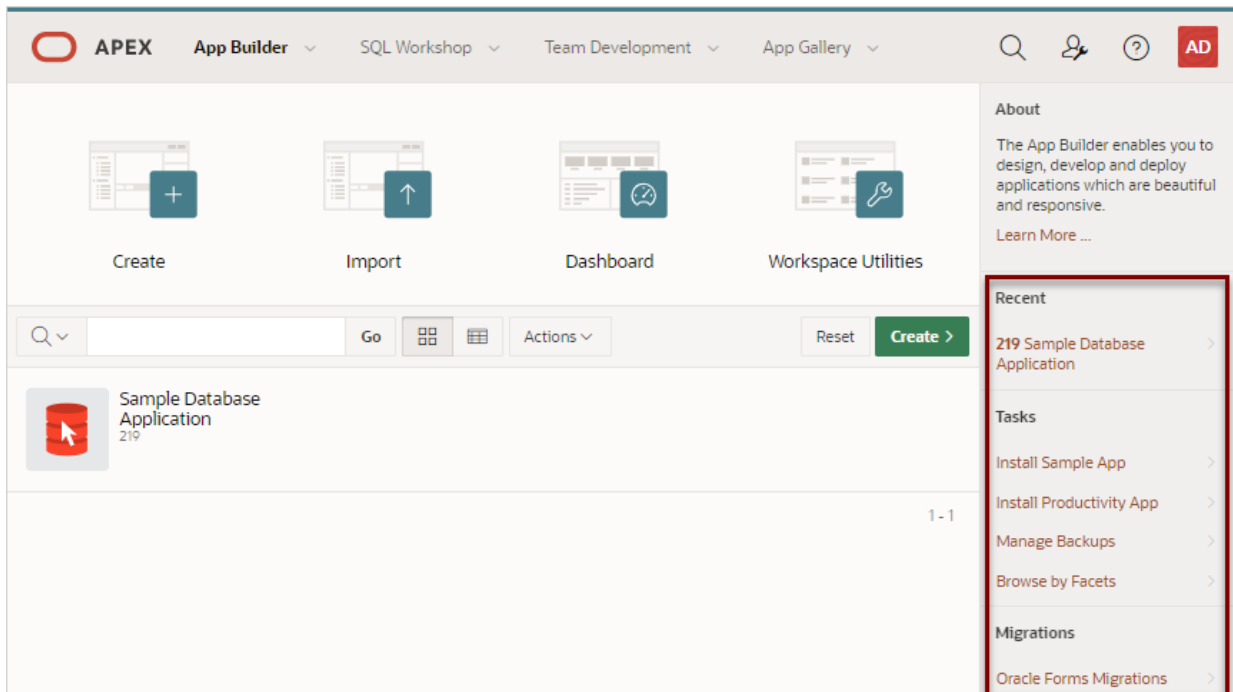 APEX App Builder SQL Workshop Team Development App Gallery AD
Create Import Dashboard Workspace Utilities
Go Actions Reset Create
Sample Database
Application
219
1 - 1
About
The App Builder enables you to
design, develop and deploy
applications which are beautiful
and responsive.
Learn More ...
Recent
219 Sample Database
Application
Tasks
Install Sample App
Install Productivity App
Manage Backups
Browse by Facets
Migrations
Oracle Forms Migrations